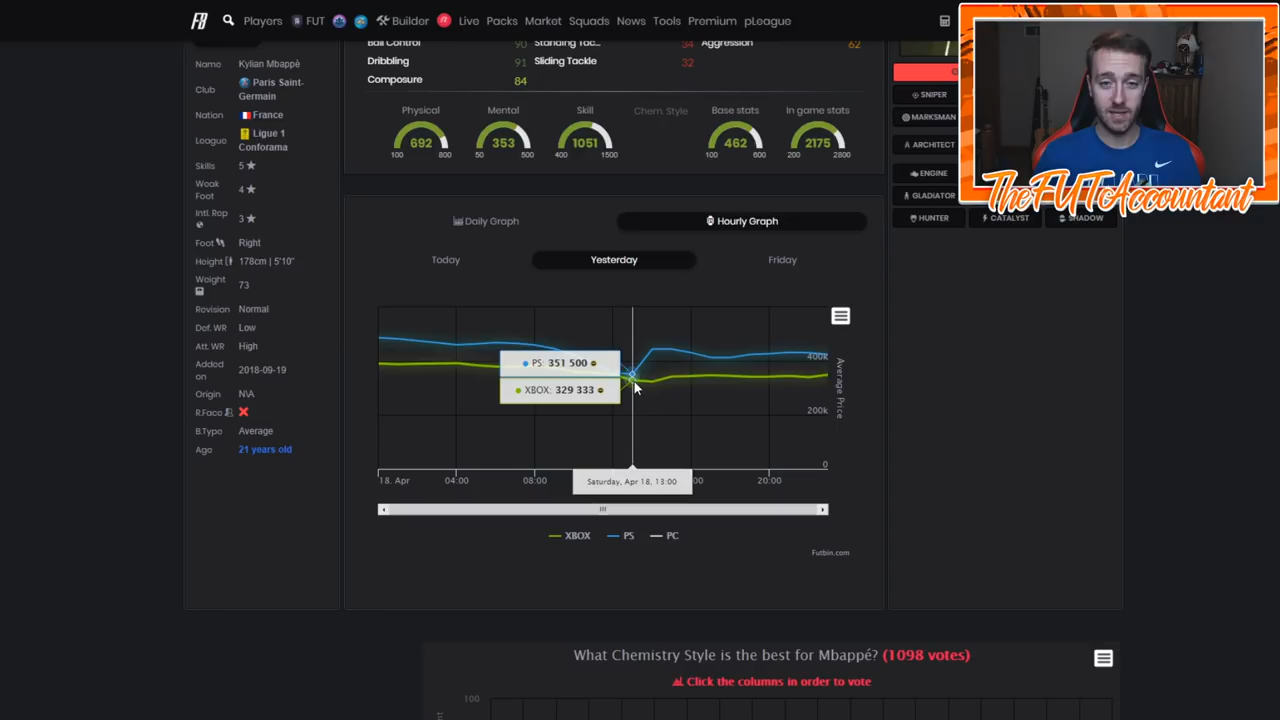 FB Players FUT Builder Live Packs Market Squads News Tools Premium pLeague
Name Kylian Mbappè
Club Paris Saint-
Germain
Nation France
League Ligue 1
Conforama
Skills 5
Weak
Foot 4
Intl. Rep 3
Foot Right
Height 178cm | 5'10"
Weight 73
Revision Normal
Def. WR Low
Att. WR High
Added
on 2018-09-19
Origin N\A
R.Face
B.Type Average
Age 21 years old
Ball Control 90 Standing Tac... 34 Aggression 62
Dribbling 91 Sliding Tackle 32
Composure 84
Physical Mental Skill Chem. Style Base stats In game stats
692 353 1051 462 2175
100 800 50 500 400 1500 100 600 200 2800
Daily Graph Hourly Graph
Today Yesterday Friday
PS: 351 500
XBOX: 329 333
400k
200k
0
Average Price
18. Apr 04:00 08:00 Saturday, Apr 18, 13:00 20:00
XBOX PS PC
Futbin.com
SNIPER
MARKSMAN
ARCHITECT
ENGINE
GLADIATOR
HUNTER CATALYST SHADOW
TheFUTAccountant
What Chemistry Style is the best for Mbappé? (1098 votes)
Click the columns in order to vote
100